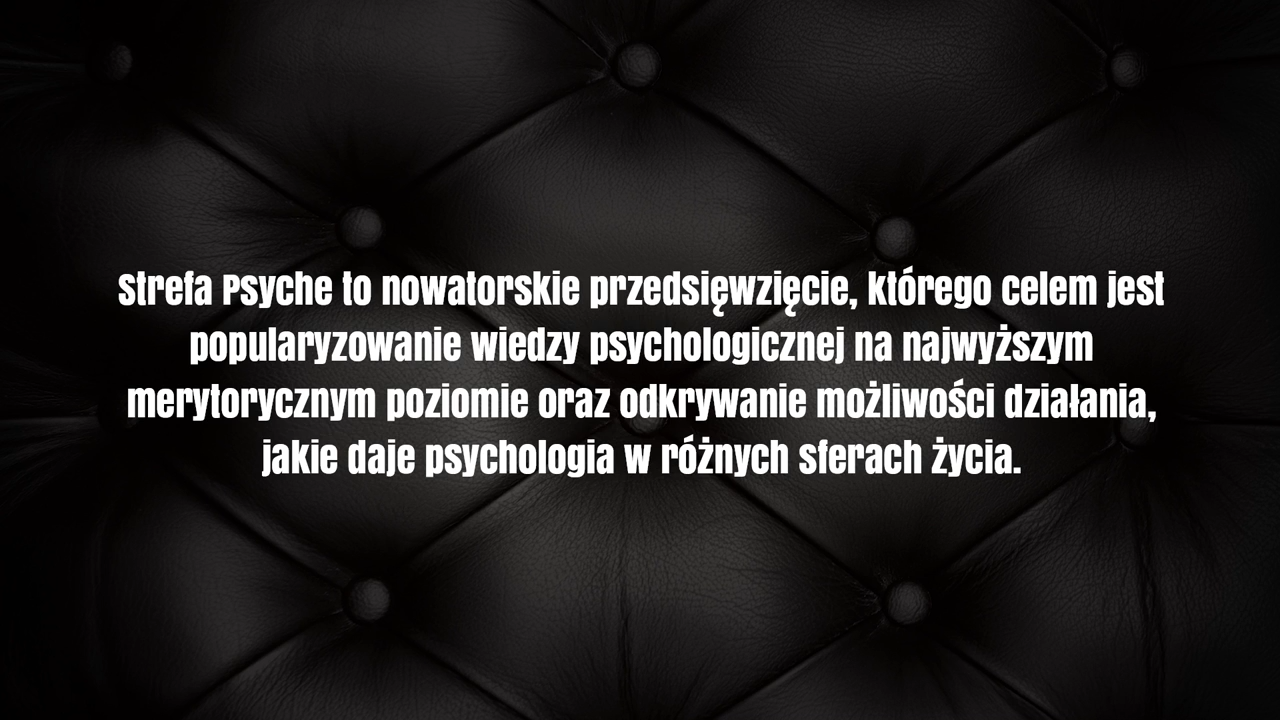 Strefa Psyche to nowatorskie przedsięwzięcie, którego celem jest
popularyzowanie wiedzy psychologicznej na najwyższym
merytorycznym poziomie oraz odkrywanie możliwości działania,
jakie daje psychologia w różnych sferach życia.